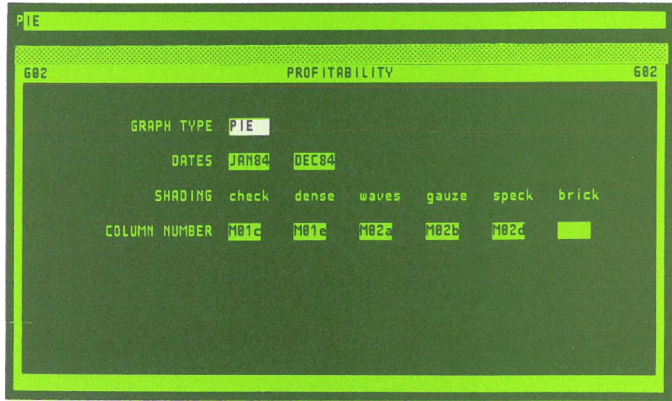 PIE
G02 PROFITABILITY G02
GRAPH TYPE PIE
DATES JAN84 DEC84
SHADING check dense waves gauze speck brick
COLUMN NUMBER M01c M01e M02a M02b M02d